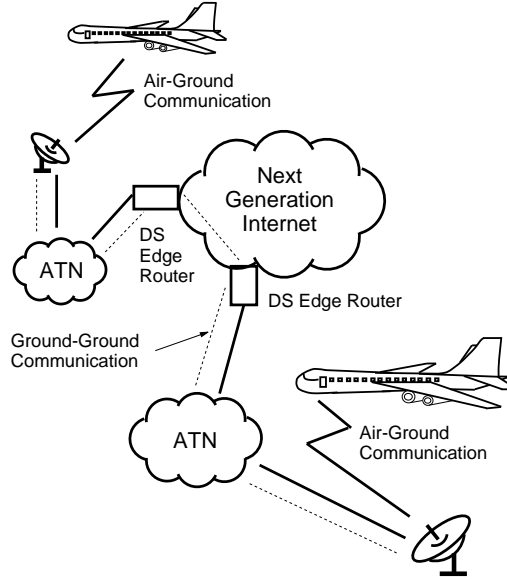 Air-Ground
Communication
Next
Generation
Internet
DS
Edge
Router
ATN
DS Edge Router
Ground-Ground
Communication
ATN
Air-Ground
Communication